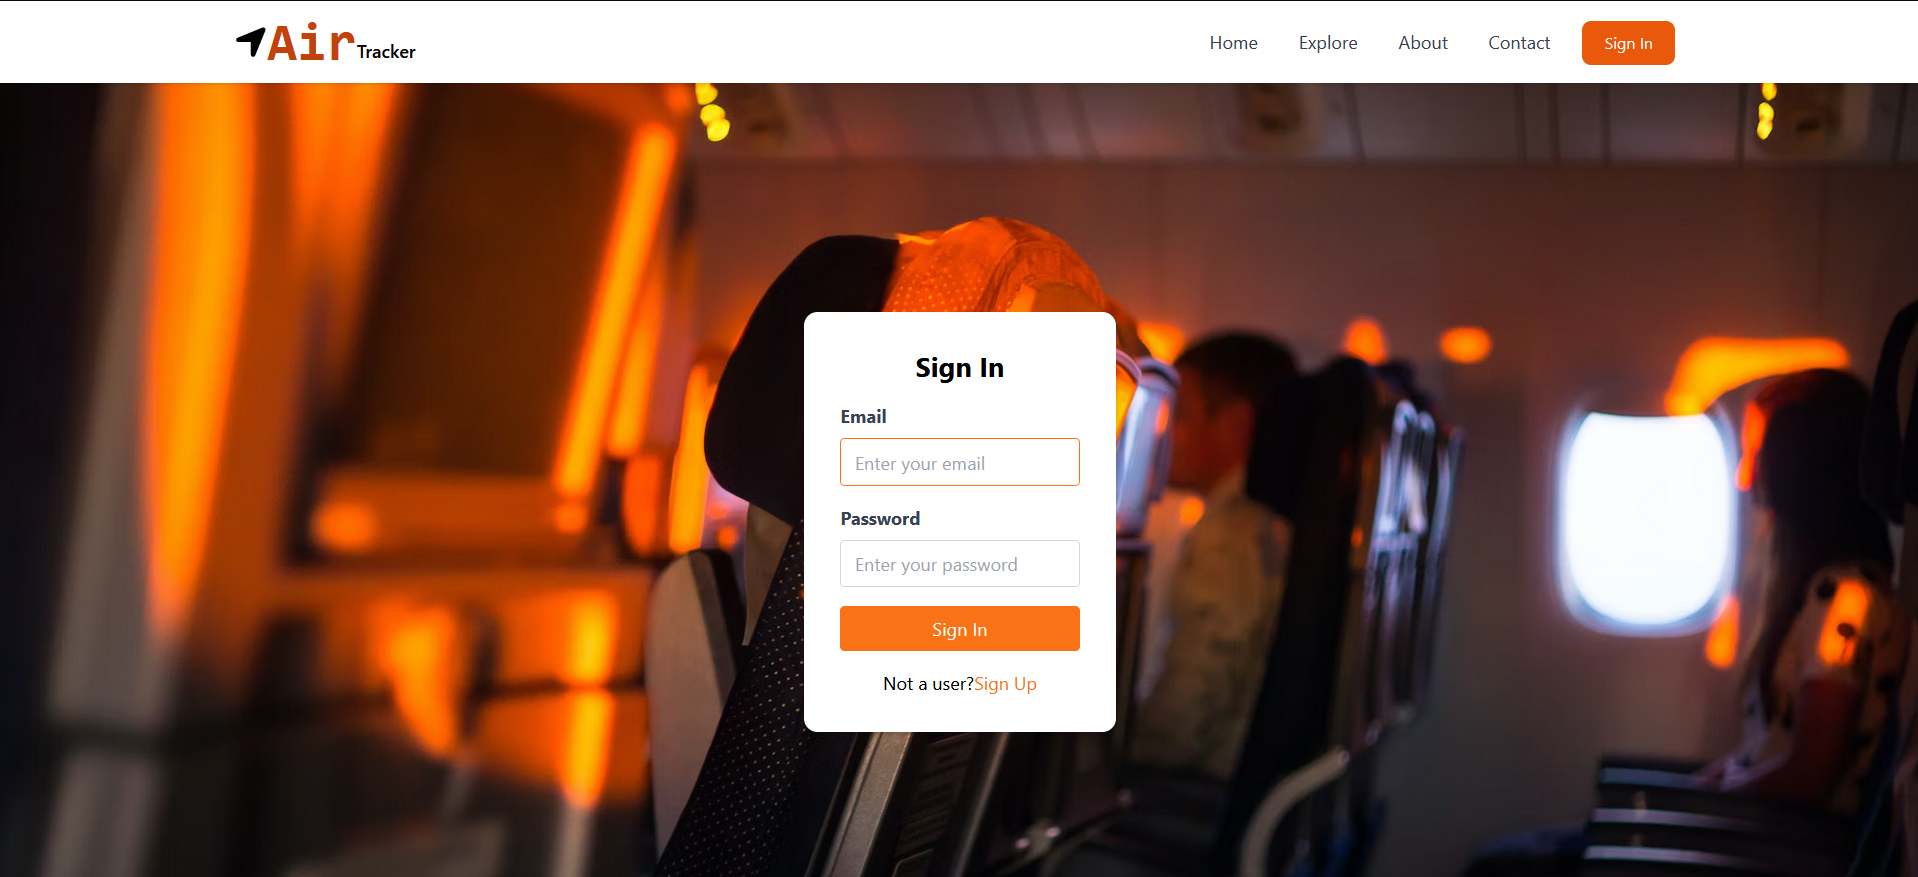 Air Tracker
Home Explore About Contact Sign In
Sign In
Email
Enter your email
Password
Enter your password
Sign In
Not a user?Sign Up